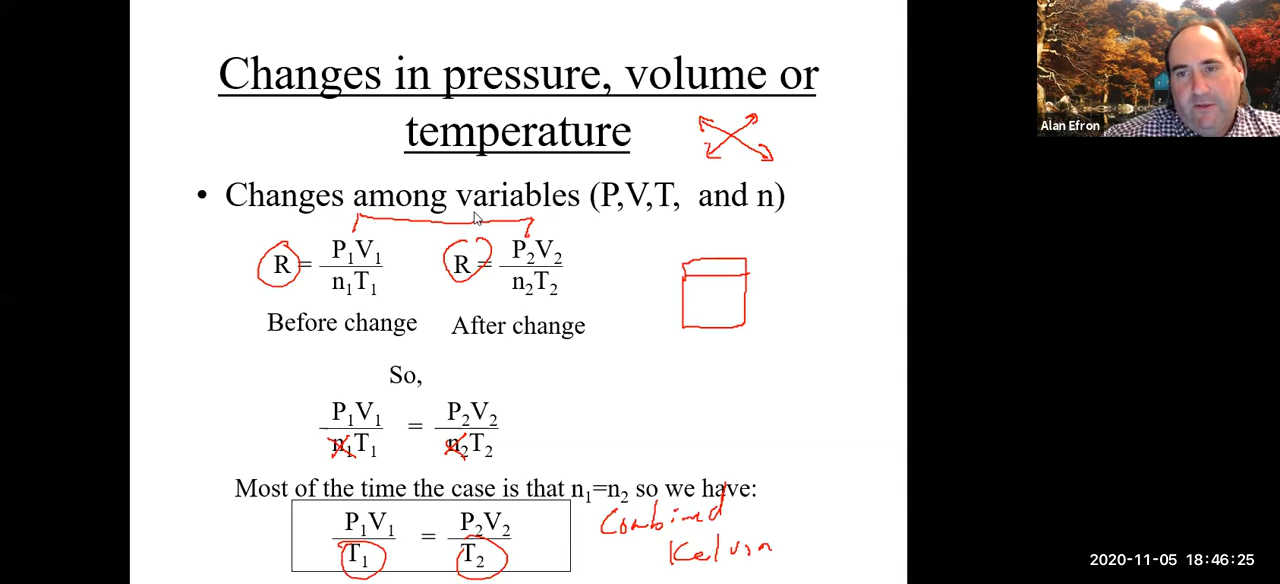 Changes in pressure, volume or
temperature
• Changes among variables (P,V,T, and n)
R = P₁V₁ / n₁T₁    R = P₂V₂ / n₂T₂
Before change    After change
So,
P₁V₁ / n₁T₁ = P₂V₂ / n₂T₂
Most of the time the case is that n₁=n₂ so we have:
P₁V₁ / T₁ = P₂V₂ / T₂
Combined
Kelvin
Alan Efron
2020-11-05 18:46:25